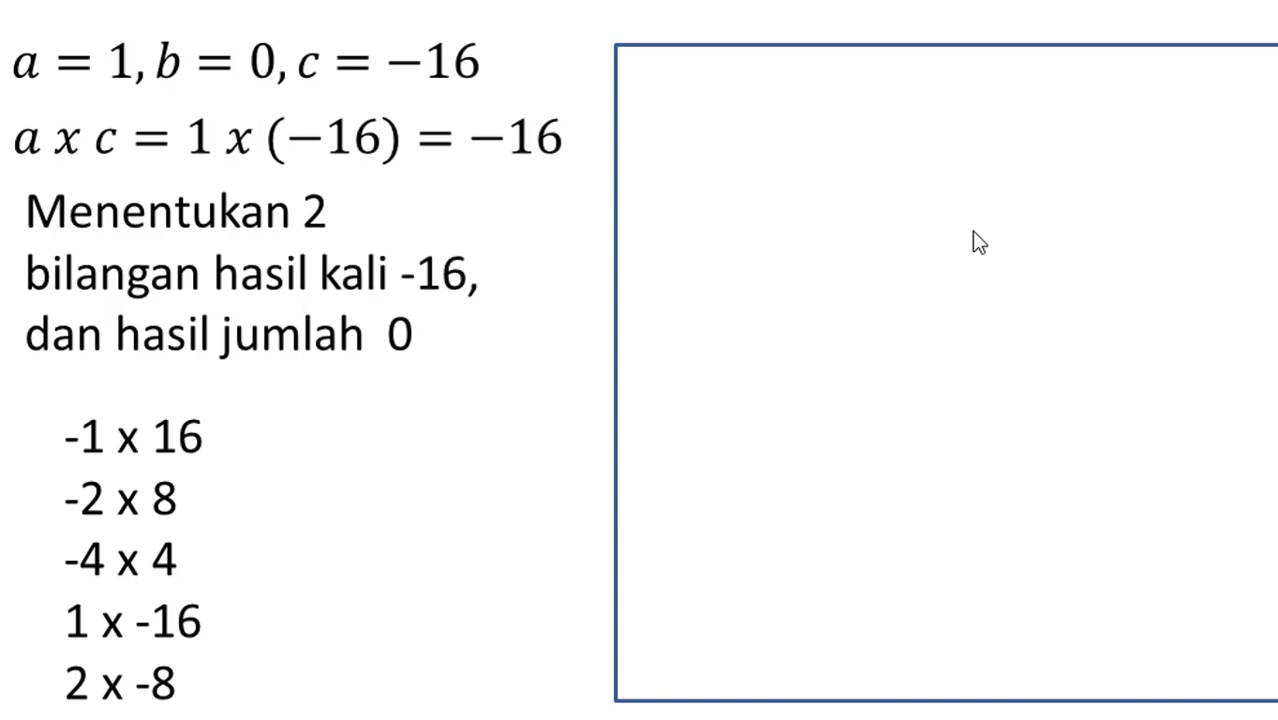 a = 1, b = 0, c = −16
a x c = 1 x (−16) = −16
Menentukan 2
bilangan hasil kali -16,
dan hasil jumlah 0
-1 x 16
-2 x 8
-4 x 4
1 x -16
2 x -8